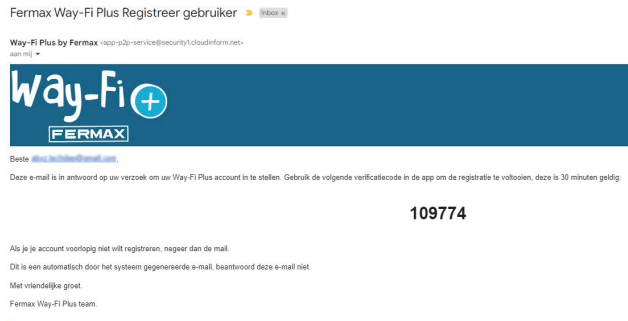 Fermax Way-Fi Plus Registreer gebruiker Inbox x
Way-Fi Plus by Fermax <app-p2p-service@security1.cloudinform.net>
aan mij
Way-Fi +
FERMAX
Beste ,
Deze e-mail is in antwoord op uw verzoek om uw Way-Fi Plus account in te stellen. Gebruik de volgende verificatiecode in de app om de registratie te voltooien, deze is 30 minuten geldig:
109774
Als je je account voorlopig niet wilt registreren, negeer dan de mail.
Dit is een automatisch door het systeem gegenereerde e-mail, beantwoord deze e-mail niet.
Met vriendelijke groet.
Fermax Way-Fi Plus team.